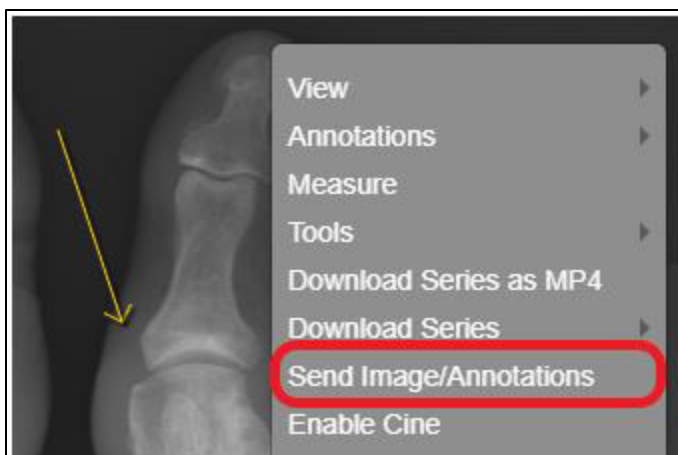 View
Annotations
Measure
Tools
Download Series as MP4
Download Series
Send Image/Annotations
Enable Cine